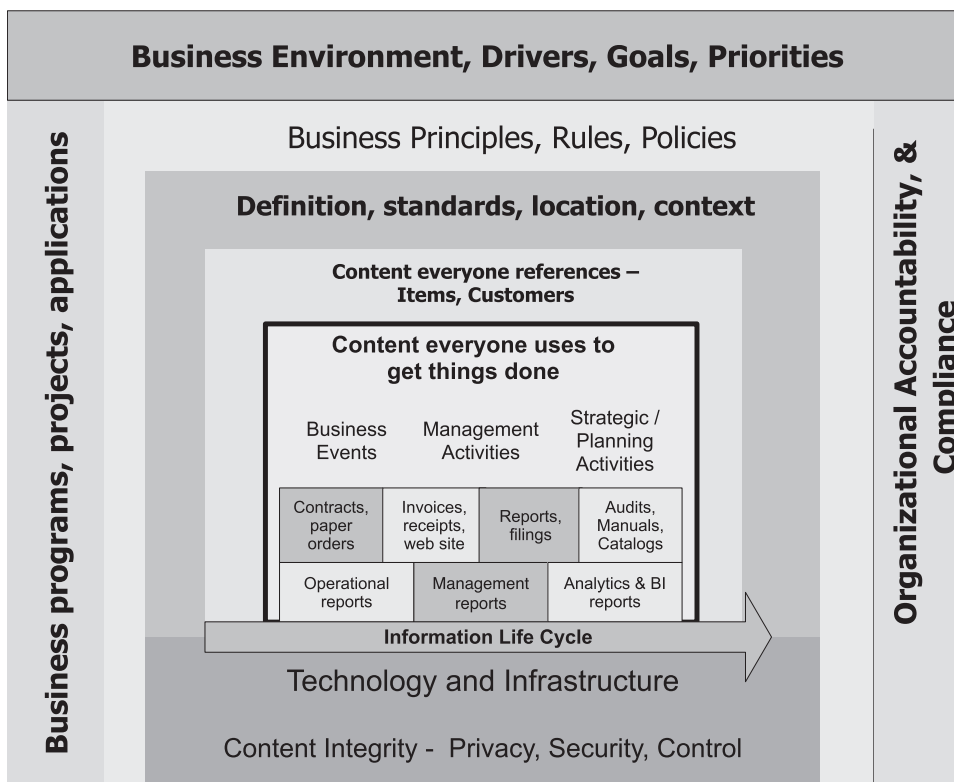 Business Environment, Drivers, Goals, Priorities
Business programs, projects, applications
Business Principles, Rules, Policies
Definition, standards, location, context
Content everyone references –
Items, Customers
Content everyone uses to
get things done
Business
Events
Management
Activities
Strategic /
Planning
Activities
Contracts,
paper
orders
Invoices,
receipts,
web site
Reports,
filings
Audits,
Manuals,
Catalogs
Operational
reports
Management
reports
Analytics & BI
reports
Information Life Cycle
Technology and Infrastructure
Content Integrity - Privacy, Security, Control
Organizational Accountability, &
Compliance